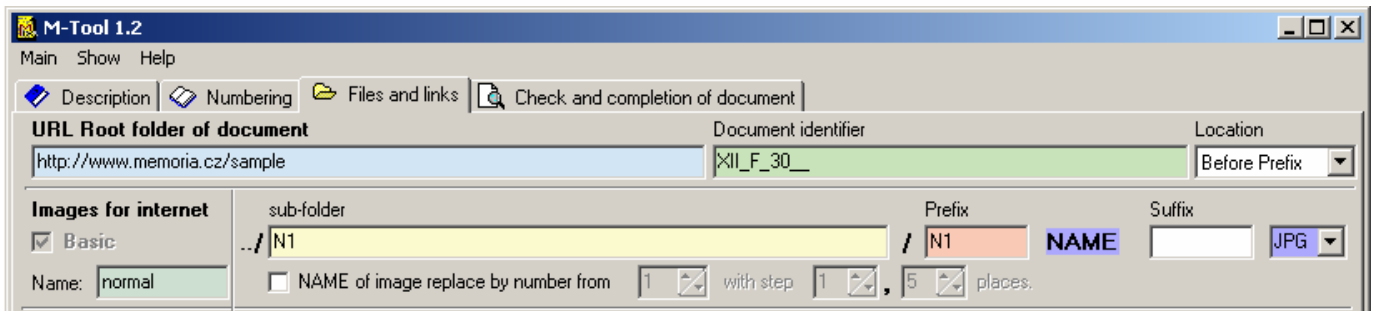 M-Tool 1.2
Main Show Help
Description Numbering Files and links Check and completion of document
URL Root folder of document Document identifier Location
http://www.memoria.cz/sample XII_F_30__ Before Prefix
Images for internet sub-folder Prefix Suffix
Basic ../ N1 / N1 NAME JPG
Name: normal NAME of image replace by number from 1 with step 1 , 5 places.